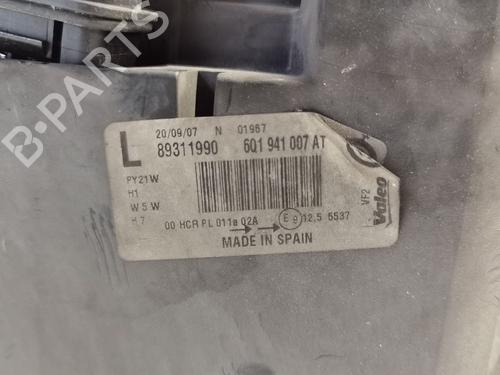 B-PARTS
20/09/07 N 01967
L 89311990 6Q1 941 007 AT
PY21W
H1
W5W
H7
00 HCR PL 011a 02A E9 12,5 5537
MADE IN SPAIN
VF2
Valeo